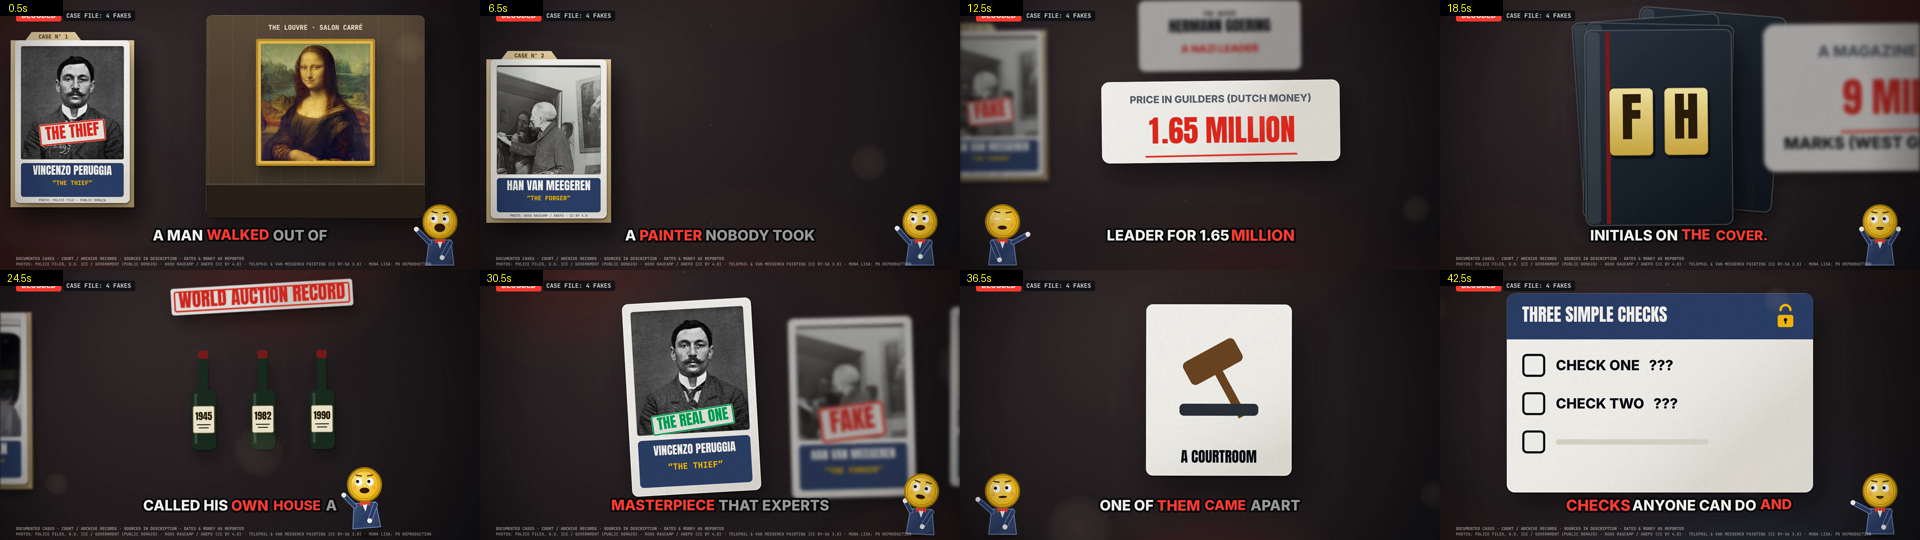 0.5s
CASE FILE: 4 FAKES
CASE N° 1
THE THIEF
VINCENZO PERUGGIA
"THE THIEF"
THE LOUVRE · SALON CARRÉ
A MAN WALKED OUT OF
6.5s
CASE FILE: 4 FAKES
CASE N° 2
HAN VAN MEEGEREN
"THE FORGER"
A PAINTER NOBODY TOOK
12.5s
HERMANN GOERING
A NAZI LEADER
FAKE
PRICE IN GUILDERS (DUTCH MONEY)
1.65 MILLION
LEADER FOR 1.65 MILLION
18.5s
CASE FILE: 4 FAKES
F H
A MAGAZINE
9 MIL
MARKS (WEST G
INITIALS ON THE COVER.
24.5s
CASE FILE: 4 FAKES
WORLD AUCTION RECORD
1945
1982
1990
CALLED HIS OWN HOUSE A
30.5s
CASE FILE: 4 FAKES
THE REAL ONE
VINCENZO PERUGGIA
"THE THIEF"
FAKE
HAN VAN MEEGEREN
"THE FORGER"
MASTERPIECE THAT EXPERTS
36.5s
CASE FILE: 4 FAKES
A COURTROOM
ONE OF THEM CAME APART
42.5s
CASE FILE: 4 FAKES
THREE SIMPLE CHECKS
CHECK ONE ???
CHECK TWO ???
CHECKS ANYONE CAN DO AND